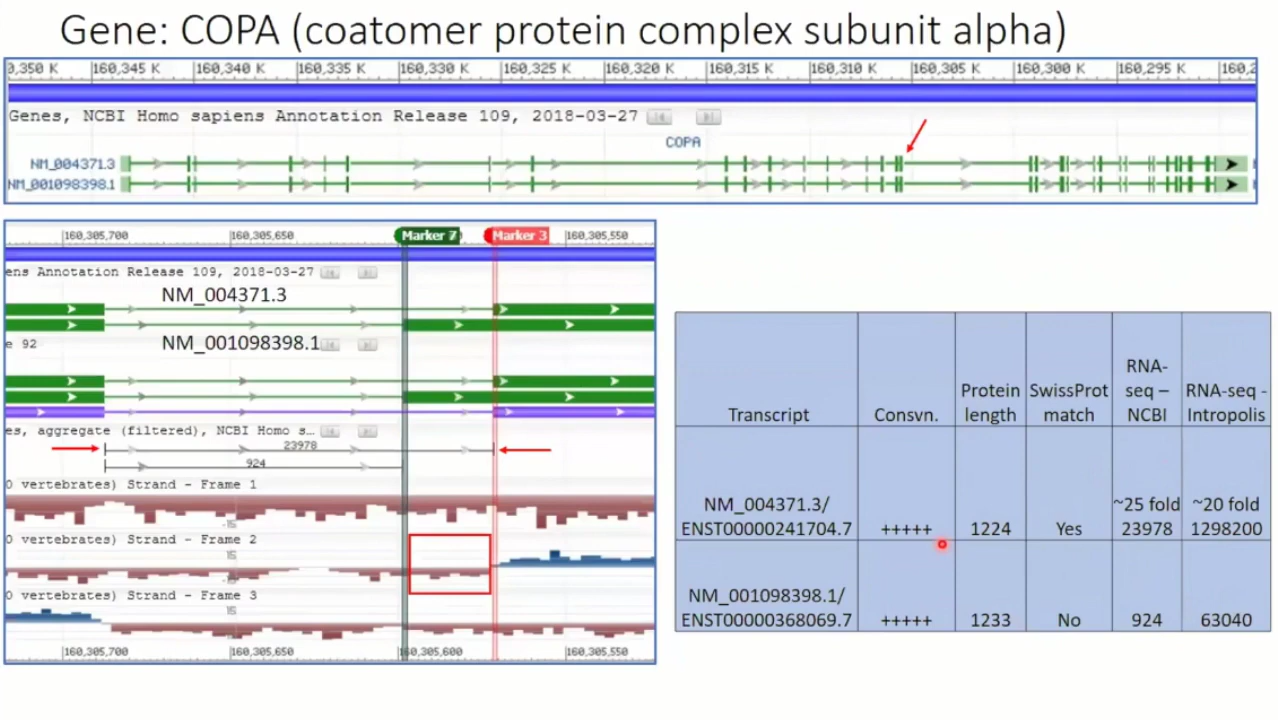 Gene: COPA (coatomer protein complex subunit alpha)
0,350 K 160,345 K 160,340 K 160,335 K 160,330 K 160,325 K 160,320 K 160,315 K 160,310 K 160,305 K 160,300 K 160,295 K 160,2
Genes, NCBI Homo sapiens Annotation Release 109, 2018-03-27
COPA
NM_004371.3
NM_001098398.1
160,305,700 160,305,650 Marker 7 Marker 3 160,305,550
ens Annotation Release 109, 2018-03-27
NM_004371.3
NM_001098398.1
e 92
es, aggregate (filtered), NCBI Homo s…
23978
924
0 vertebrates) Strand - Frame 1
-15
0 vertebrates) Strand - Frame 2
15
0 vertebrates) Strand - Frame 3
15
160,305,700 160,305,650 160,305,600 160,305,550
Transcript Consvn. Protein length SwissProt match RNA-seq – NCBI RNA-seq - Intropolis
NM_004371.3/ ENST00000241704.7 +++++ 1224 Yes ~25 fold 23978 ~20 fold 1298200
NM_001098398.1/ ENST00000368069.7 +++++ 1233 No 924 63040